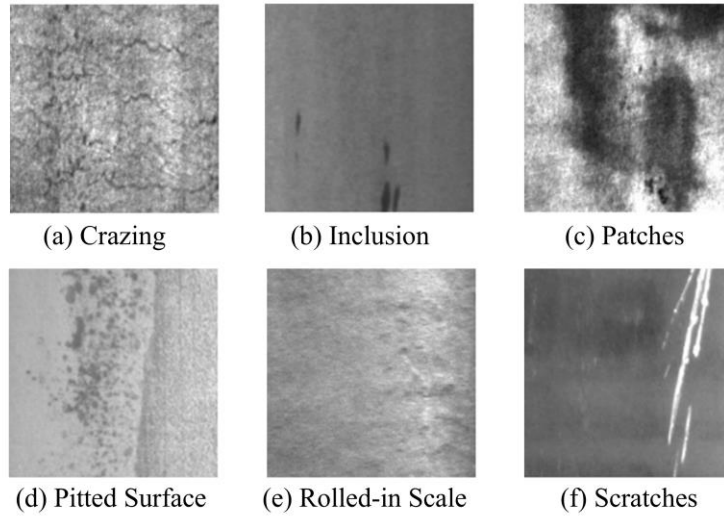 (a) Crazing
(b) Inclusion
(c) Patches
(d) Pitted Surface
(e) Rolled-in Scale
(f) Scratches